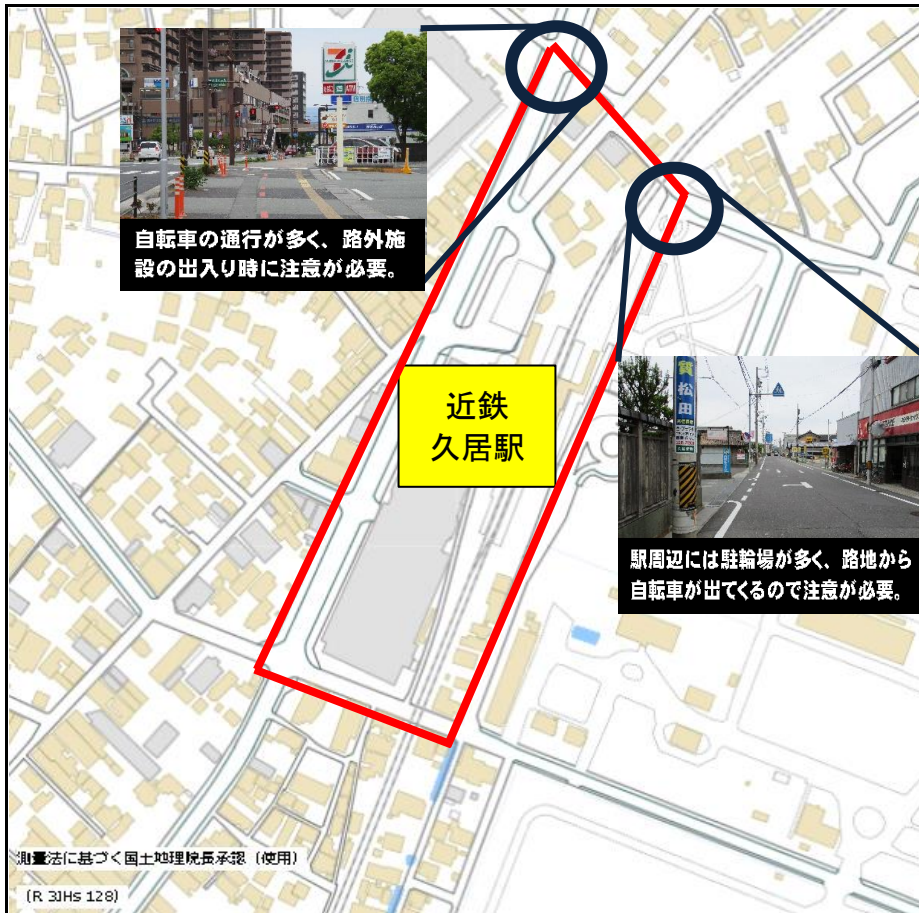 自転車の通行が多く、路外施
設の出入り時に注意が必要。
近鉄
久居駅
質
松
田
駅周辺には駐輪場が多く、路地から
自転車が出てくるので注意が必要。
測量法に基づく国土地理院長承認（使用）
(R 3JHs 128)